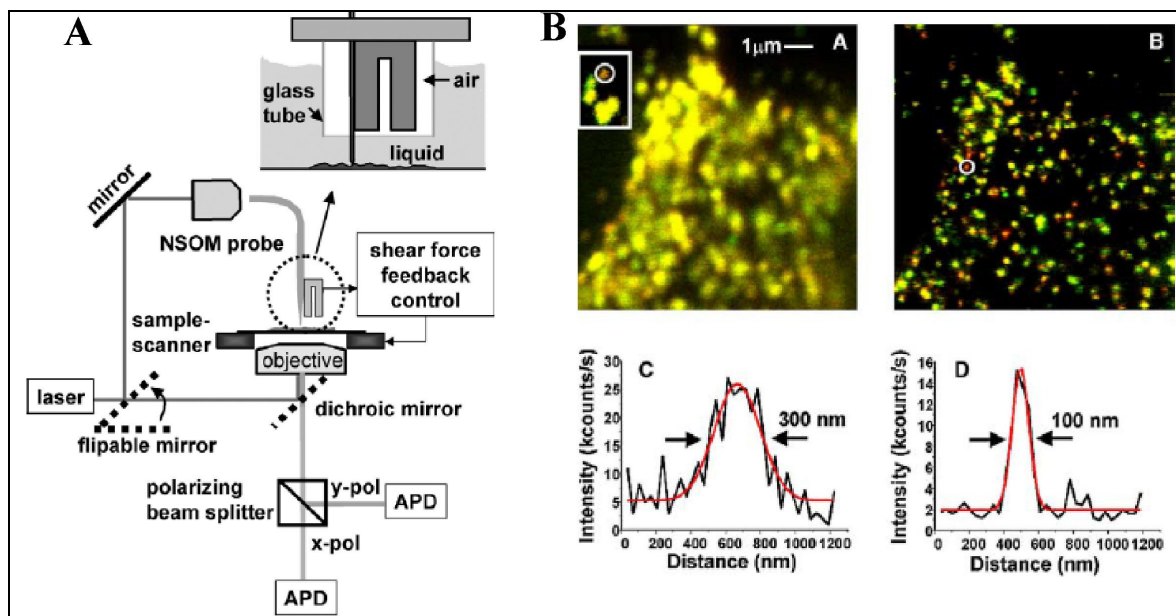 A
glass
tube
air
liquid
mirror
NSOM probe
shear force
feedback
control
sample-
scanner
objective
laser
dichroic mirror
flipable mirror
polarizing
beam splitter
y-pol
APD
x-pol
APD
B
1μm
A
B
C
300 nm
Intensity (kcounts/s)
30
25
20
15
10
5
0
0 200 400 600 800 1000 1200
Distance (nm)
D
100 nm
Intensity (kcounts/s)
16
14
12
10
8
6
4
2
0
0 200 400 600 800 1000 1200
Distance (nm)